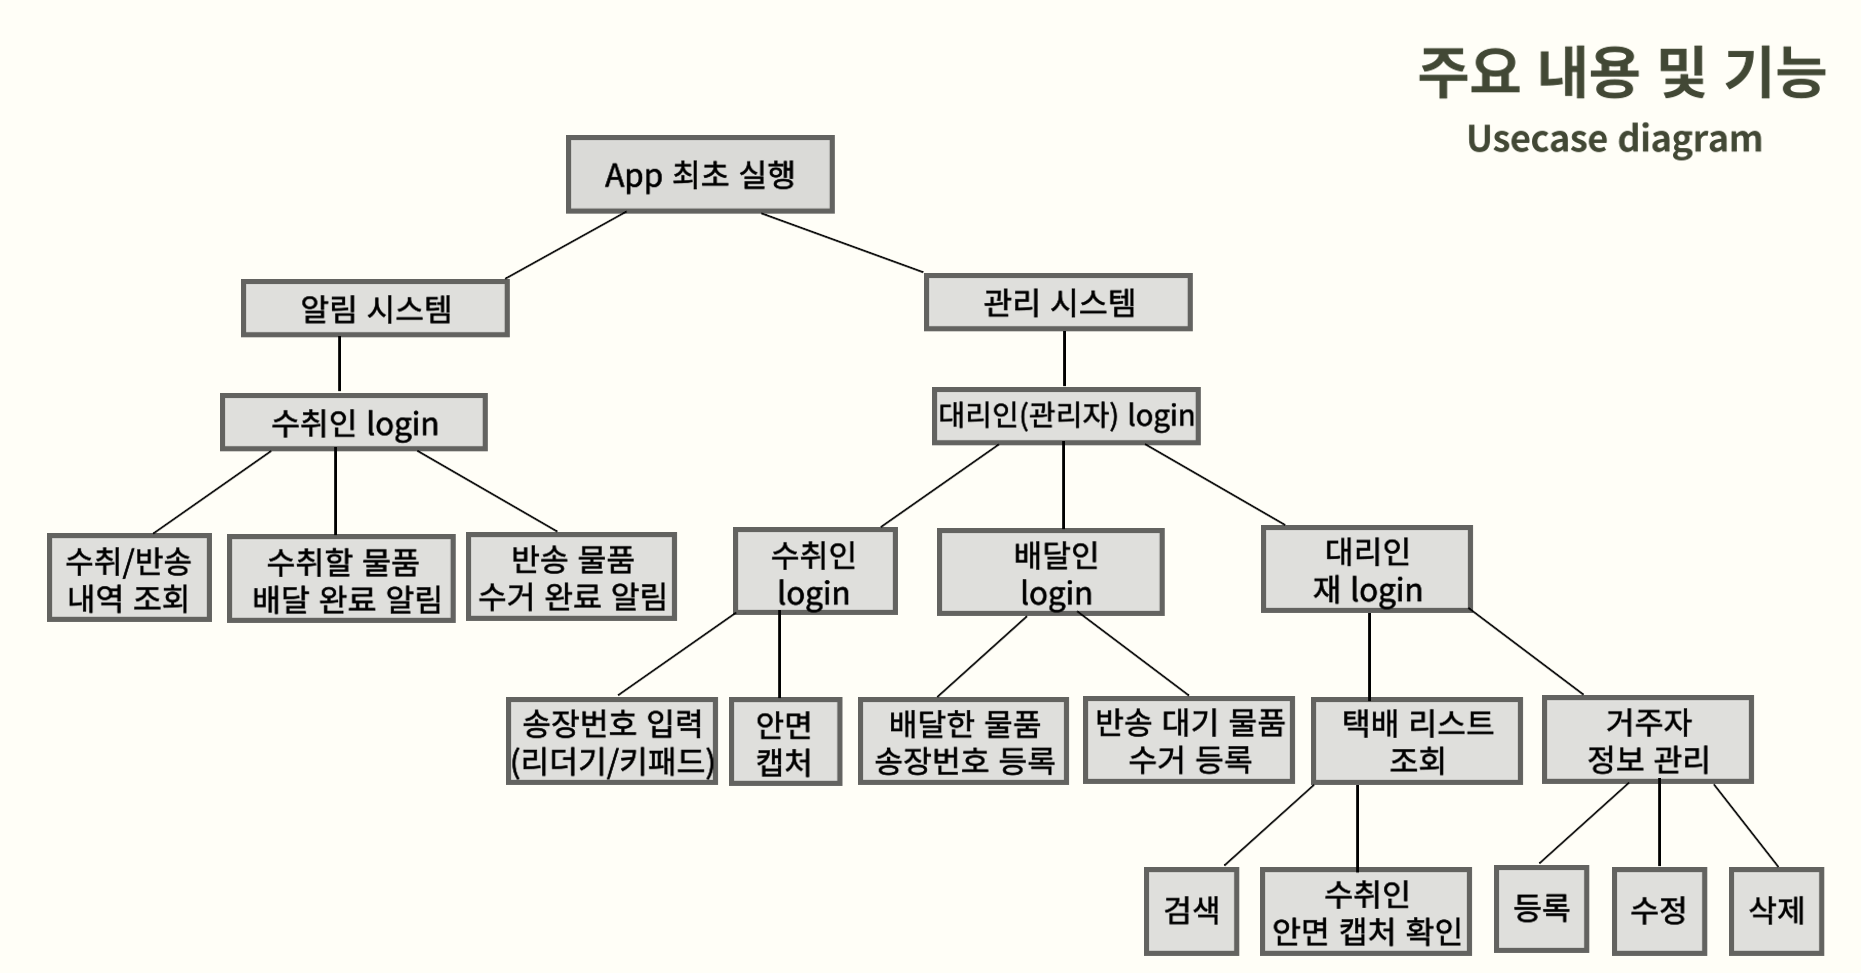 주요 내용 및 기능
Usecase diagram
App 최초 실행
알림 시스템
관리 시스템
수취인 login
대리인(관리자) login
수취/반송
내역 조회
수취할 물품
배달 완료 알림
반송 물품
수거 완료 알림
수취인
login
배달인
login
대리인
재 login
송장번호 입력
(리더기/키패드)
안면
캡처
배달한 물품
송장번호 등록
반송 대기 물품
수거 등록
택배 리스트
조회
거주자
정보 관리
검색
수취인
안면 캡처 확인
등록
수정
삭제